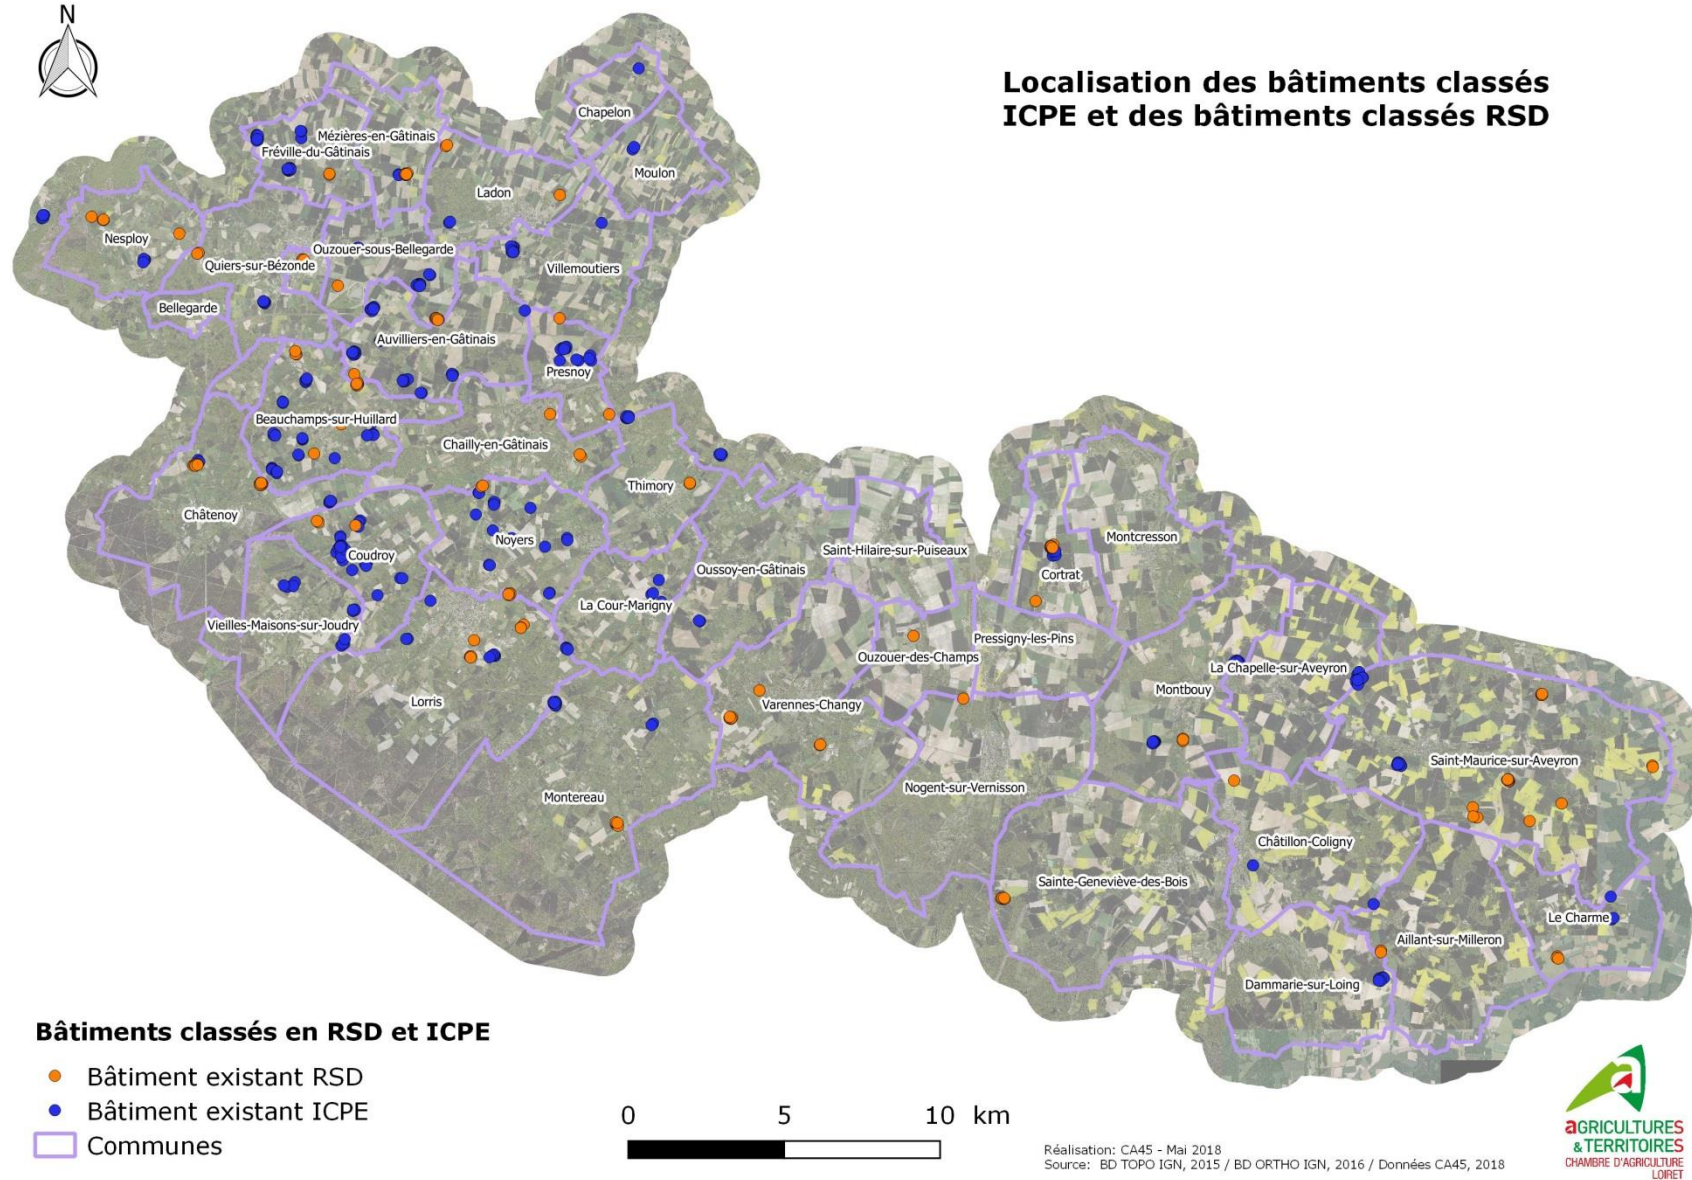 N
Localisation des bâtiments classés
ICPE et des bâtiments classés RSD
Chapelon
Mézières-en-Gâtinais
Fréville-du-Gâtinais
Moulon
Ladon
Nesploy
Ouzouer-sous-Bellegarde
Quiers-sur-Bézonde
Villemoutiers
Bellegarde
Auvilliers-en-Gâtinais
Presnoy
Beauchamps-sur-Huillard
Chailly-en-Gâtinais
Thimory
Châtenoy
Noyers
Coudroy
Saint-Hilaire-sur-Puiseaux
Montcresson
Oussoy-en-Gâtinais
Cortrat
La Cour-Marigny
Vieilles-Maisons-sur-Joudry
Pressigny-les-Pins
Ouzouer-des-Champs
La Chapelle-sur-Aveyron
Montbouy
Lorris
Varennes-Changy
Saint-Maurice-sur-Aveyron
Nogent-sur-Vernisson
Montereau
Châtillon-Coligny
Sainte-Geneviève-des-Bois
Le Charme
Aillant-sur-Milleron
Dammarie-sur-Loing
Bâtiments classés en RSD et ICPE
Bâtiment existant RSD
Bâtiment existant ICPE
Communes
0 5 10 km
Réalisation: CA45 - Mai 2018
Source: BD TOPO IGN, 2015 / BD ORTHO IGN, 2016 / Données CA45, 2018
a
aGRICULTURES
& TERRITOIRES
CHAMBRE D'AGRICULTURE
LOIRET